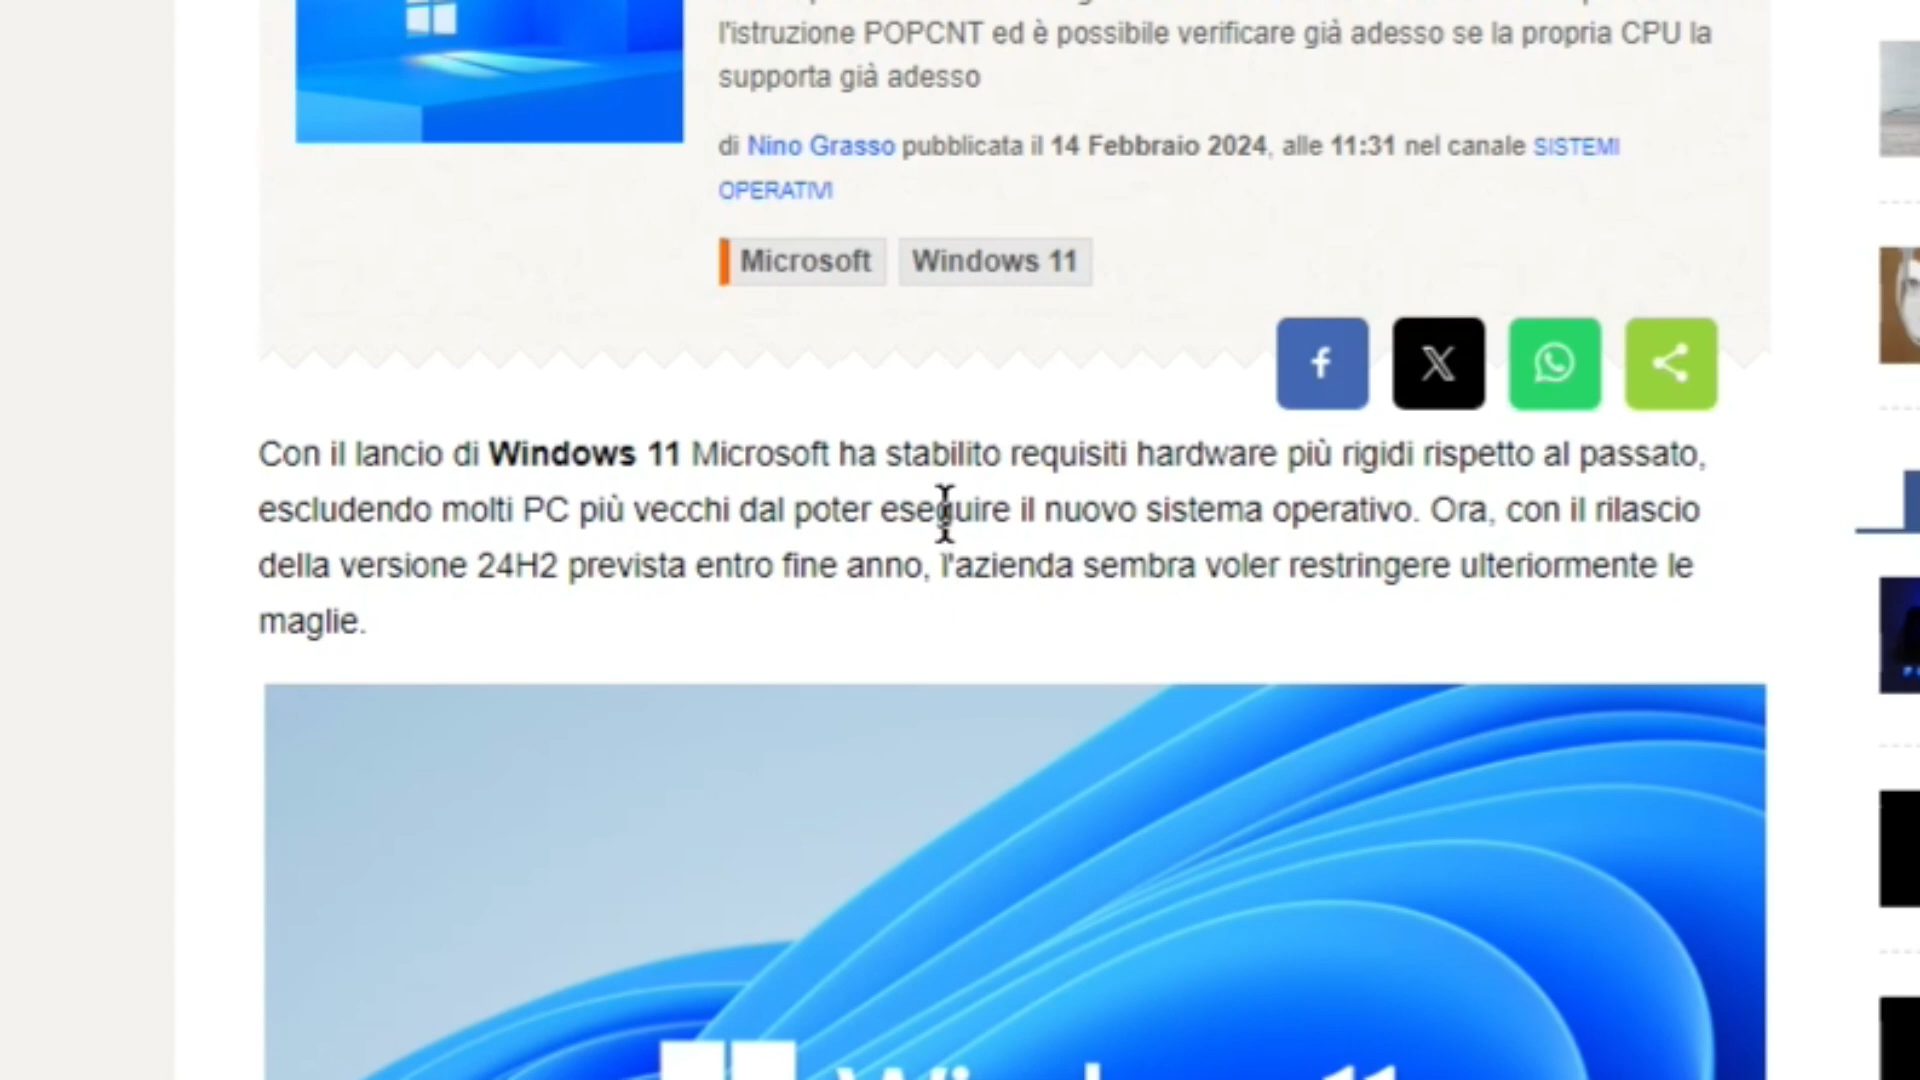 l'istruzione POPCNT ed è possibile verificare già adesso se la propria CPU la
supporta già adesso
di Nino Grasso pubblicata il 14 Febbraio 2024, alle 11:31 nel canale SISTEMI
OPERATIVI
Microsoft Windows 11
Con il lancio di Windows 11 Microsoft ha stabilito requisiti hardware più rigidi rispetto al passato,
escludendo molti PC più vecchi dal poter eseguire il nuovo sistema operativo. Ora, con il rilascio
della versione 24H2 prevista entro fine anno, l'azienda sembra voler restringere ulteriormente le
maglie.